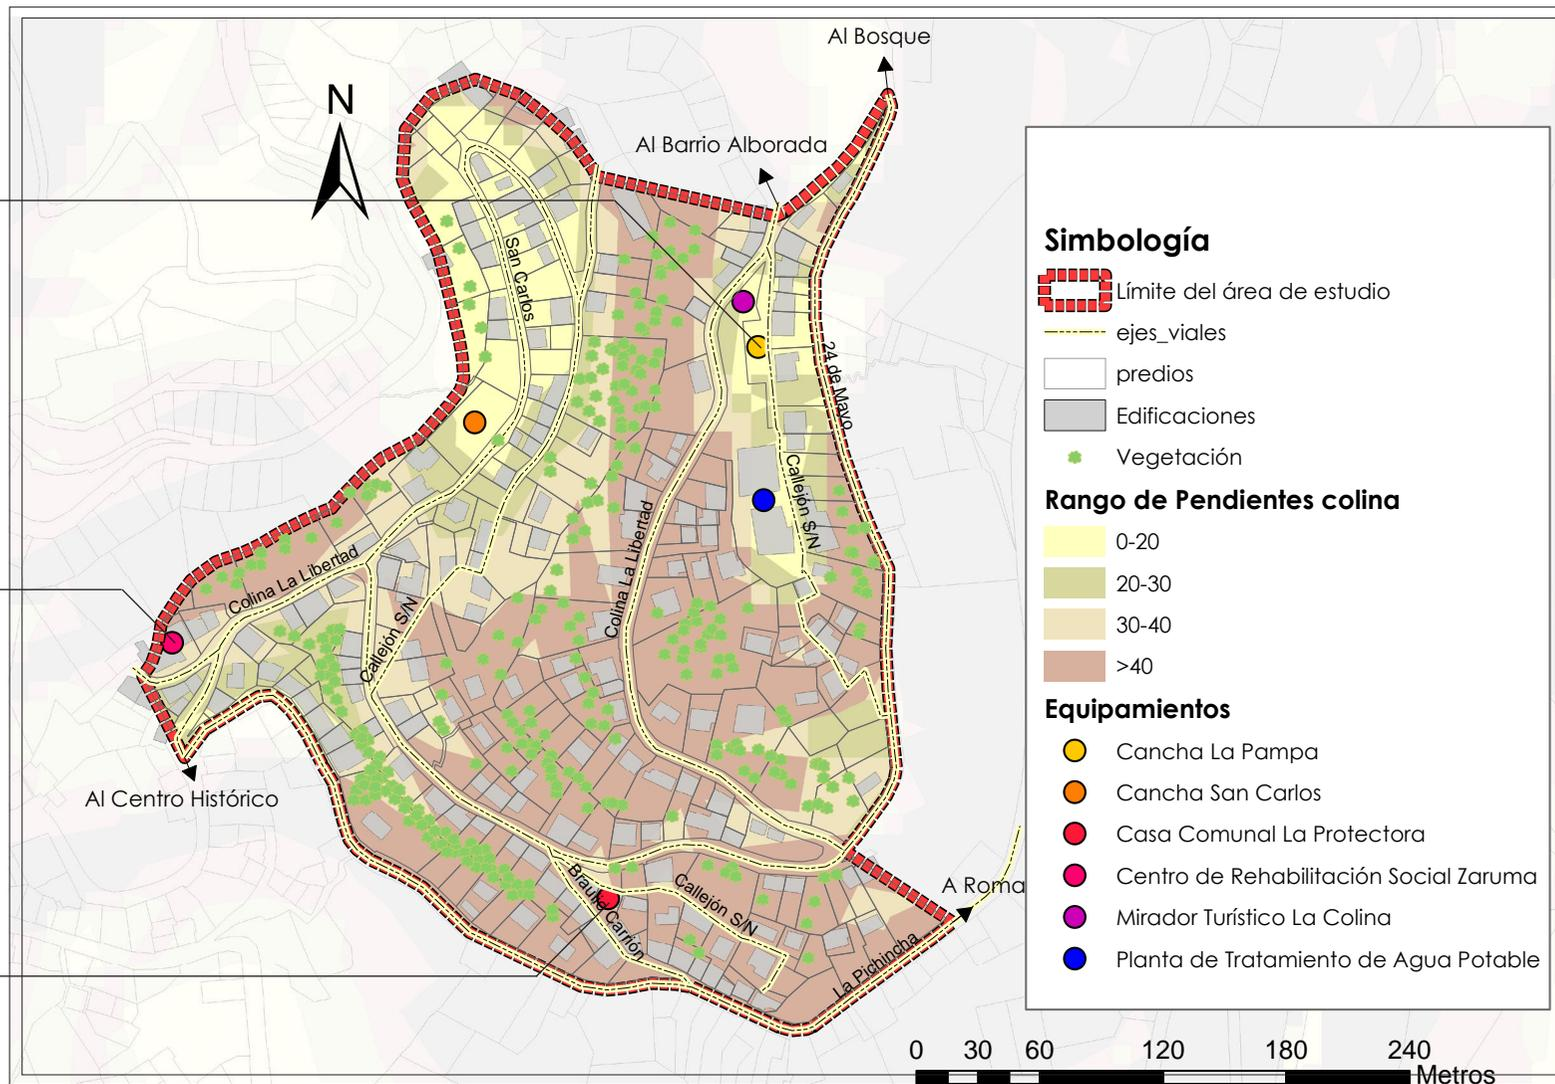 Al Bosque
N
Al Barrio Alborada
San Carlos
24 de Mayo
Callejón S/N
Colina La Libertad
Colina La Libertad
Callejón S/N
Al Centro Histórico
Braulio Carrión
Callejón S/N
A Roma
La Pichincha
Simbología
Límite del área de estudio
ejes_viales
predios
Edificaciones
Vegetación
Rango de Pendientes colina
0-20
20-30
30-40
>40
Equipamientos
Cancha La Pampa
Cancha San Carlos
Casa Comunal La Protectora
Centro de Rehabilitación Social Zaruma
Mirador Turístico La Colina
Planta de Tratamiento de Agua Potable
0 30 60 120 180 240
Metros